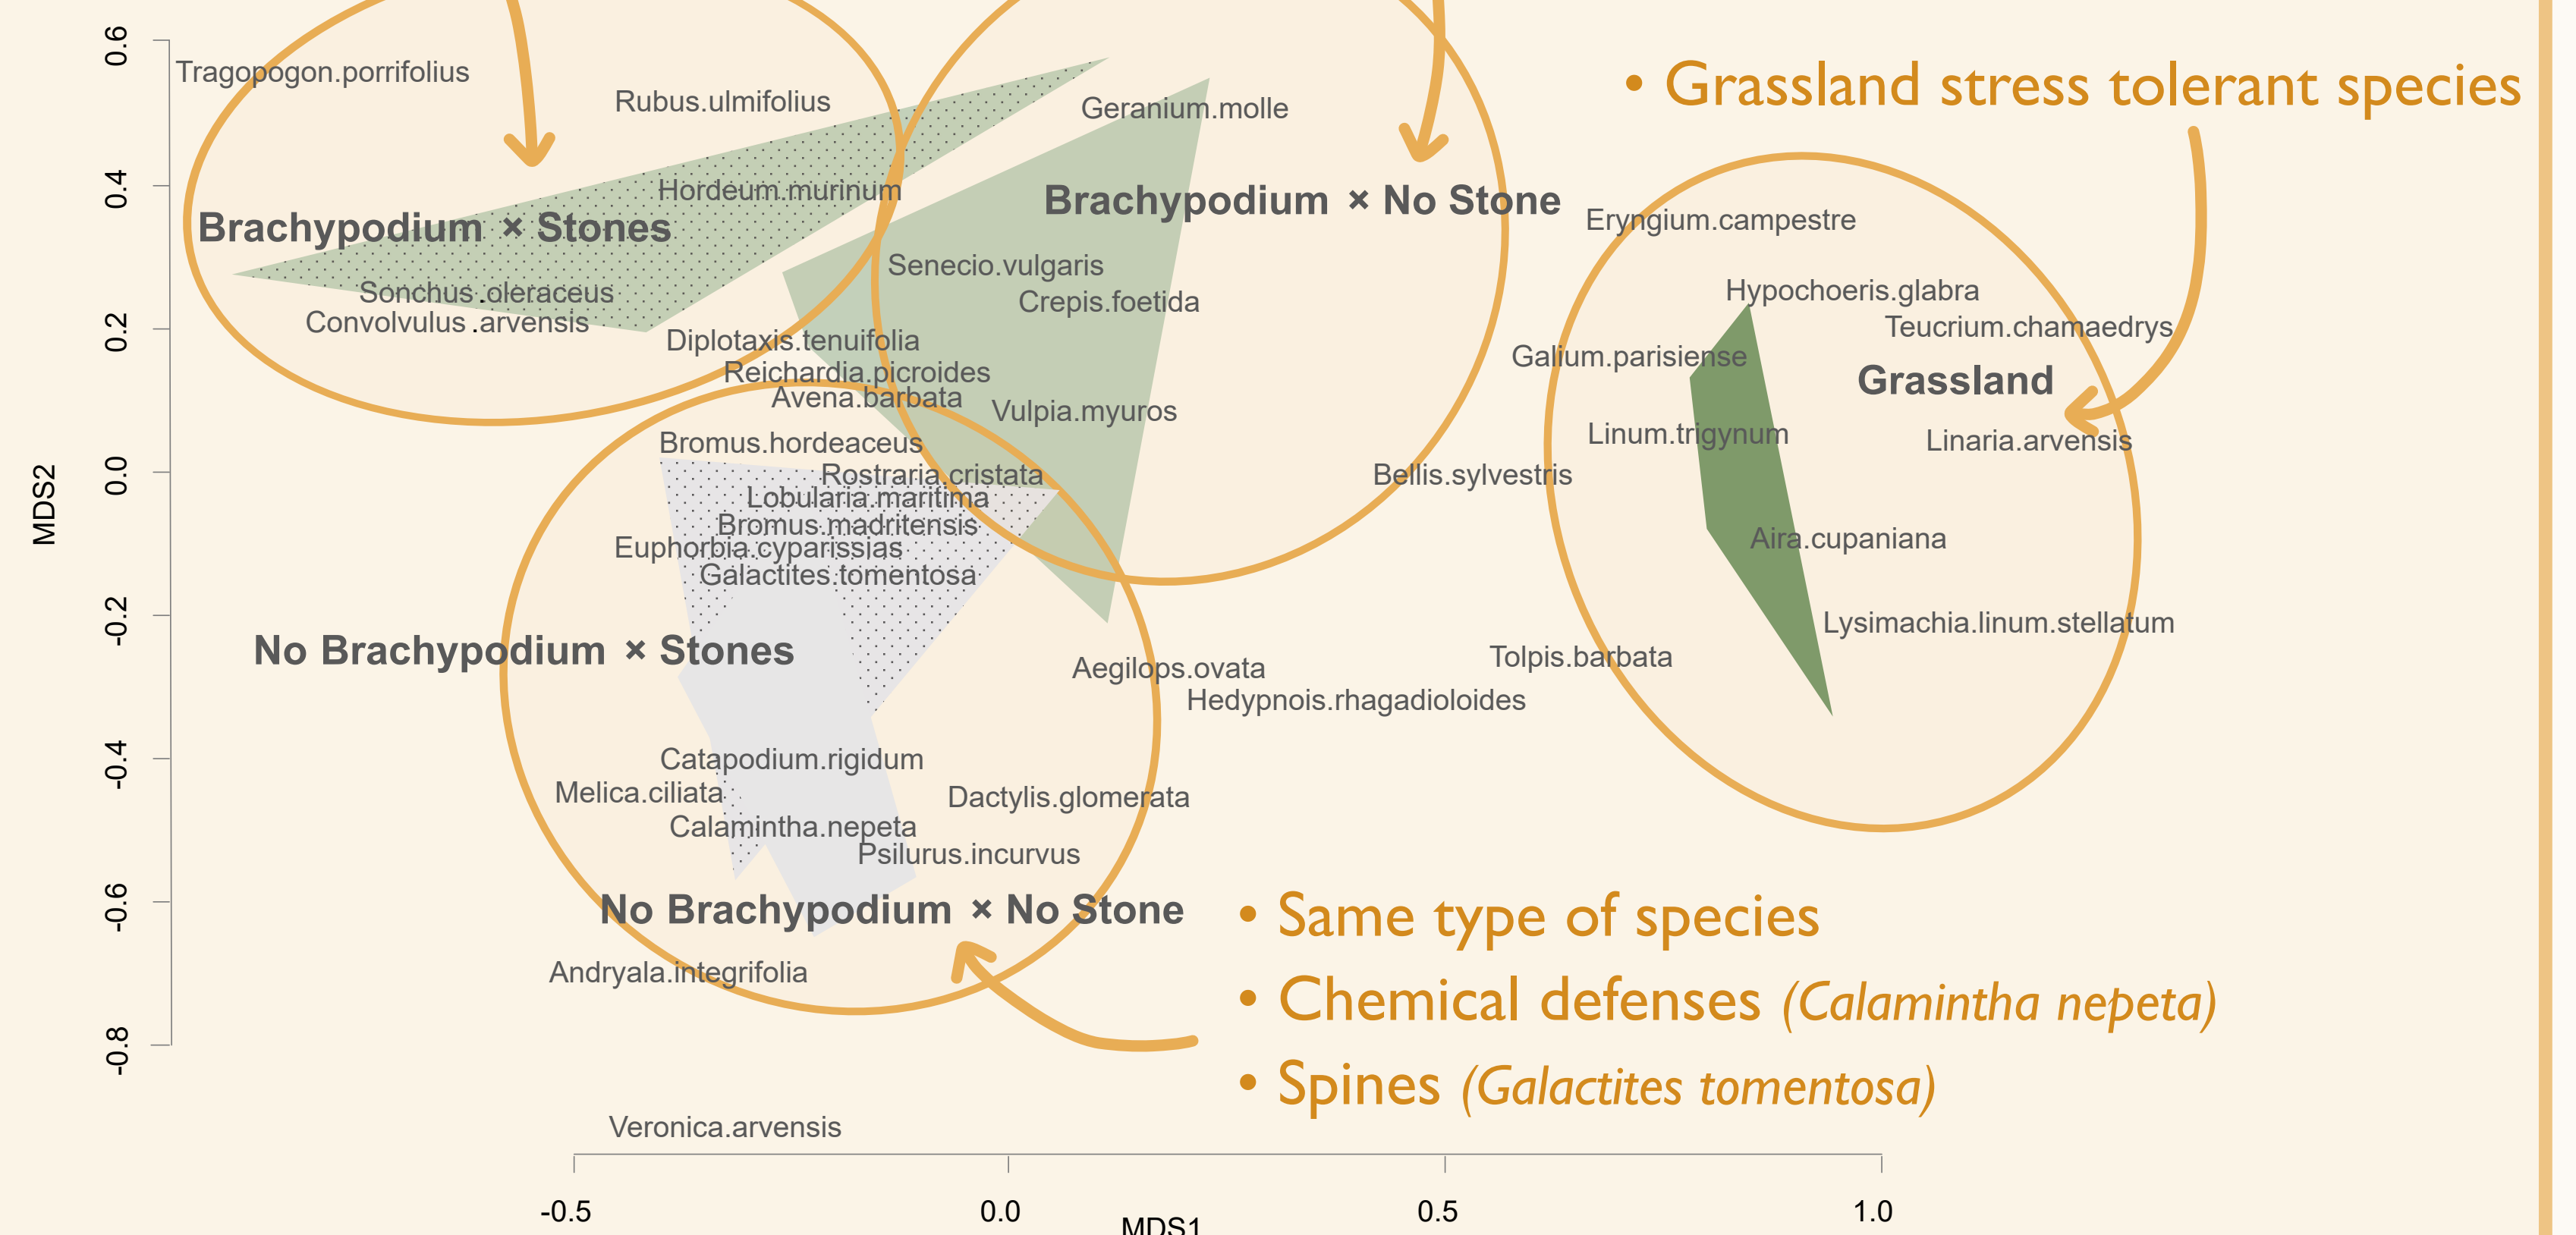 0.6
Tragopogon.porrifolius
• Grassland stress tolerant species
Rubus.ulmifolius
Geranium.molle
0.4
Hordeum.murinum
Brachypodium × No Stone
Brachypodium × Stones
Eryngium.campestre
Senecio.vulgaris
Sonchus.oleraceus
Crepis.foetida
Hypochoeris.glabra
0.2
Convolvulus.arvensis
Teucrium.chamaedrys
Diplotaxis.tenuifolia
Galium.parisiense
Reichardia.picroides
Grassland
Avena.barbata
Vulpia.myuros
Linum.trigynum
Bromus.hordeaceus
Linaria.arvensis
0.0
Rostraria.cristata
Bellis.sylvestris
MDS2
Lobularia.maritima
Bromus.madritensis
Euphorbia.cyparissias
Aira.cupaniana
Galactites.tomentosa
-0.2
Lysimachia.linum.stellatum
No Brachypodium × Stones
Tolpis.barbata
Aegilops.ovata
Hedypnois.rhagadioloides
-0.4
Catapodium.rigidum
Melica.ciliata
Dactylis.glomerata
Calamintha.nepeta
Psilurus.incurvus
-0.6
No Brachypodium × No Stone
• Same type of species
Andryala.integrifolia
• Chemical defenses (Calamintha nepeta)
-0.8
• Spines (Galactites tomentosa)
Veronica.arvensis
-0.5 0.0 0.5 1.0
MDS1